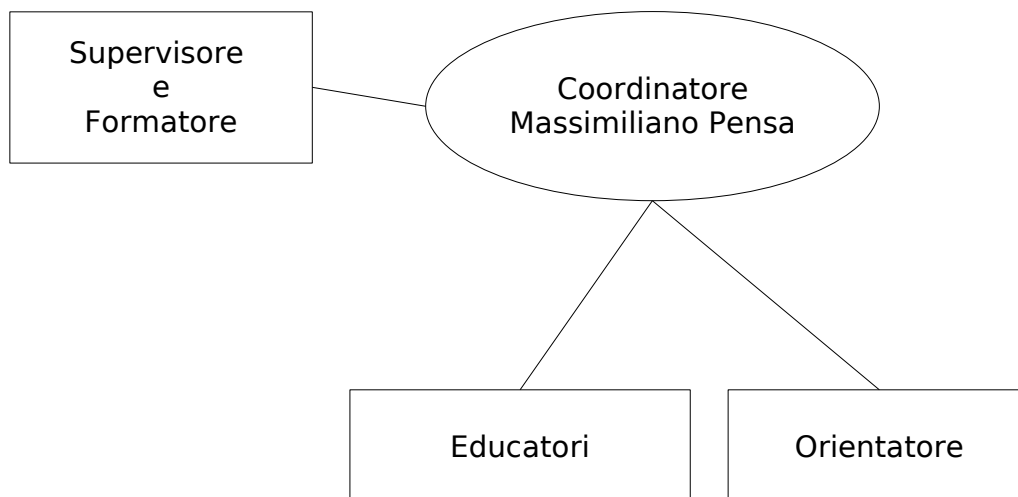 Supervisore
e
Formatore
Coordinatore
Massimiliano Pensa
Educatori
Orientatore